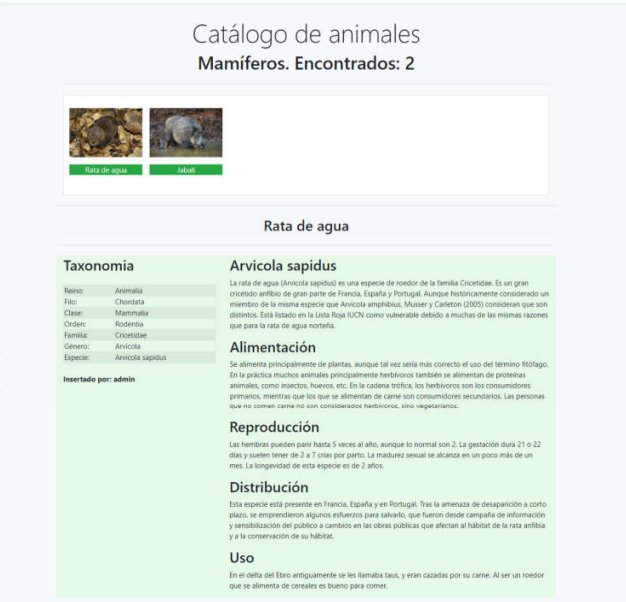 Catálogo de animales
Mamíferos. Encontrados: 2
Rata de agua
Jabalí
Rata de agua
Taxonomia
Reino: Animalia
Filo: Chordata
Clase: Mammalia
Orden: Rodentia
Familia: Cricetidae
Género: Arvicola
Especie: Arvicola sapidus
Insertado por: admin
Arvicola sapidus
La rata de agua (Arvicola sapidus) es una especie de roedor de la familia Cricetidae. Es un gran
cricétido anfibio de gran parte de Francia, España y Portugal. Aunque históricamente considerado un
miembro de la misma especie que Arvicola amphibius, Musser y Carleton (2005) consideran que son
distintos. Está listado en la Lista Roja IUCN como vulnerable debido a muchas de las mismas razones
que para la rata de agua norteña.
Alimentación
Se alimenta principalmente de plantas, aunque tal vez sería más correcto el uso del término fitófago.
En la práctica muchos animales principalmente herbívoros también se alimentan de proteínas
animales, como insectos, huevos, etc. En la cadena trófica, los herbívoros son los consumidores
primarios, mientras que los que se alimentan de carne son consumidores secundarios. Las personas
que no comen carne no son considerados herbívoros, sino vegetarianos.
Reproducción
Las hembras pueden parir hasta 5 veces al año, aunque lo normal son 2. La gestación dura 21 o 22
días y suelen tener de 2 a 7 crías por parto. La madurez sexual se alcanza en un poco más de un
mes. La longevidad de esta especie es de 2 años.
Distribución
Esta especie está presente en Francia, España y en Portugal. Tras la amenaza de desaparición a corto
plazo, se emprendieron algunos esfuerzos para salvarlo, que fueron desde campaña de información
y sensibilización del público a cambios en las obras públicas que afectan al hábitat de la rata anfibia
y a la conservación de su hábitat.
Uso
En el delta del Ebro antiguamente se les llamaba taus, y eran cazadas por su carne. Al ser un roedor
que se alimenta de cereales es bueno para comer.